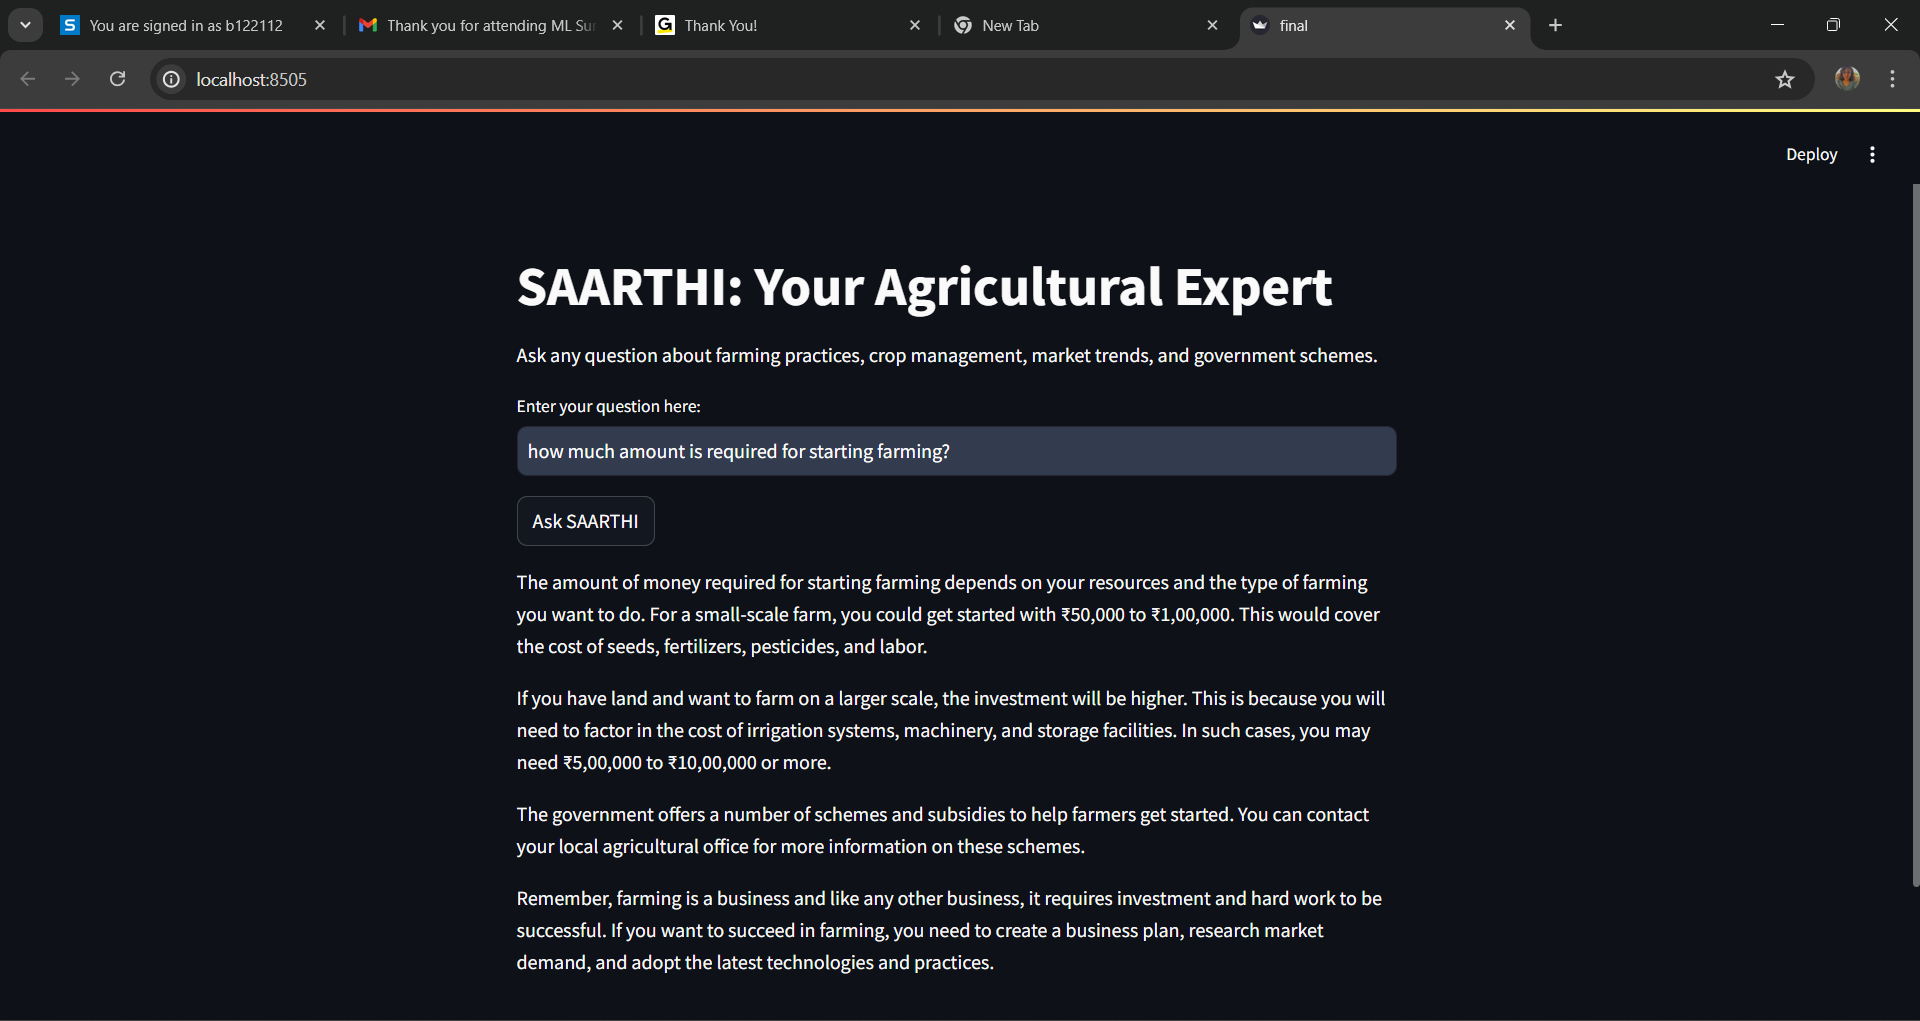 You are signed in as b122112
Thank you for attending ML Su
Thank You!
New Tab
final
localhost:8505
Deploy
SAARTHI: Your Agricultural Expert
Ask any question about farming practices, crop management, market trends, and government schemes.
Enter your question here:
how much amount is required for starting farming?
Ask SAARTHI
The amount of money required for starting farming depends on your resources and the type of farming
you want to do. For a small-scale farm, you could get started with ₹50,000 to ₹1,00,000. This would cover
the cost of seeds, fertilizers, pesticides, and labor.
If you have land and want to farm on a larger scale, the investment will be higher. This is because you will
need to factor in the cost of irrigation systems, machinery, and storage facilities. In such cases, you may
need ₹5,00,000 to ₹10,00,000 or more.
The government offers a number of schemes and subsidies to help farmers get started. You can contact
your local agricultural office for more information on these schemes.
Remember, farming is a business and like any other business, it requires investment and hard work to be
successful. If you want to succeed in farming, you need to create a business plan, research market
demand, and adopt the latest technologies and practices.